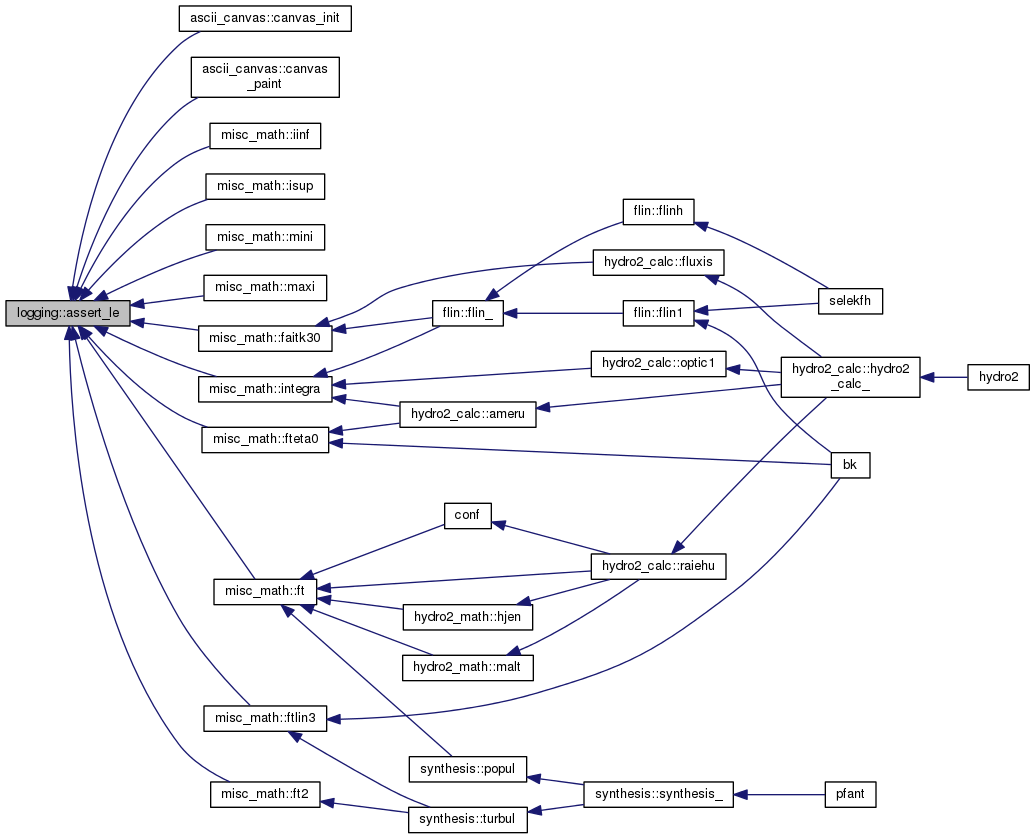 ascii_canvas::canvas_init
ascii_canvas::canvas
_paint
misc_math::iinf
misc_math::isup
misc_math::mini
misc_math::maxi
logging::assert_le
misc_math::faitk30
misc_math::integra
misc_math::fteta0
misc_math::ft
misc_math::ftlin3
misc_math::ft2
flin::flin_
hydro2_calc::ameru
conf
hydro2_math::hjen
hydro2_math::malt
synthesis::popul
synthesis::turbul
flin::flinh
hydro2_calc::fluxis
flin::flin1
hydro2_calc::optic1
hydro2_calc::raiehu
synthesis::synthesis_
selekfh
hydro2_calc::hydro2
_calc_
bk
pfant
hydro2